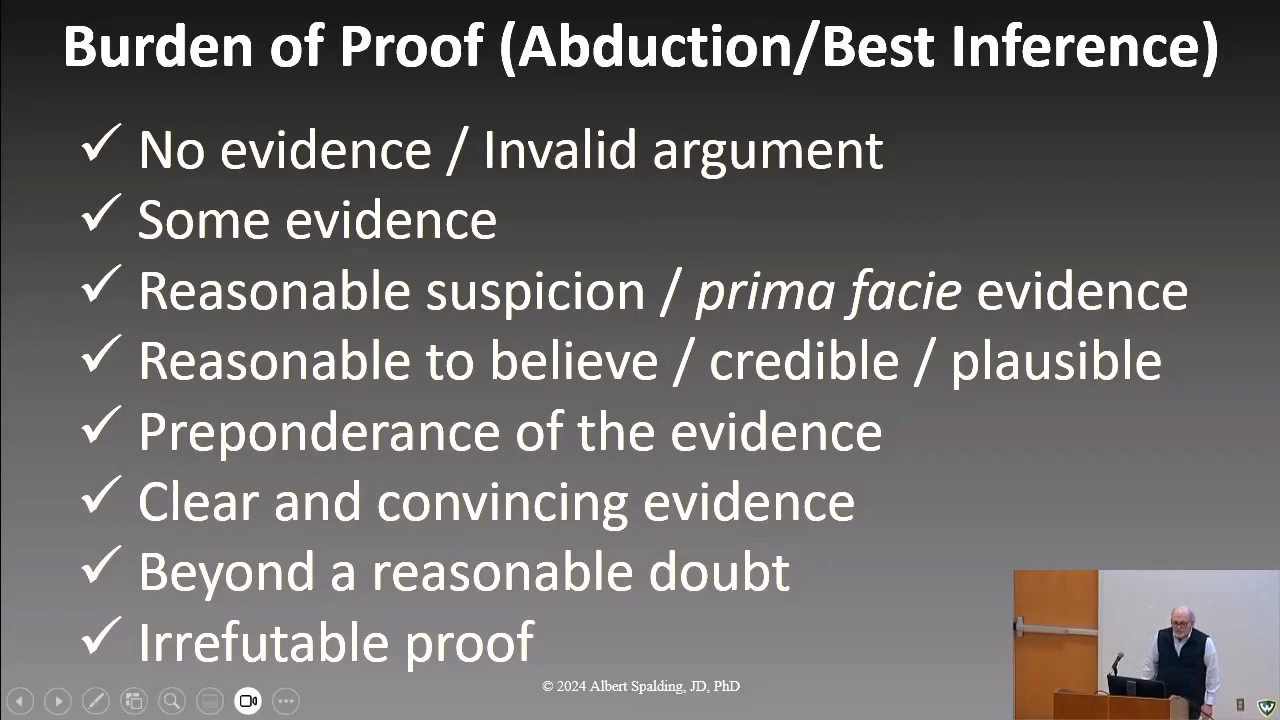 Burden of Proof (Abduction/Best Inference)
✓ No evidence / Invalid argument
✓ Some evidence
✓ Reasonable suspicion / prima facie evidence
✓ Reasonable to believe / credible / plausible
✓ Preponderance of the evidence
✓ Clear and convincing evidence
✓ Beyond a reasonable doubt
✓ Irrefutable proof
© 2024 Albert Spalding, JD, PhD